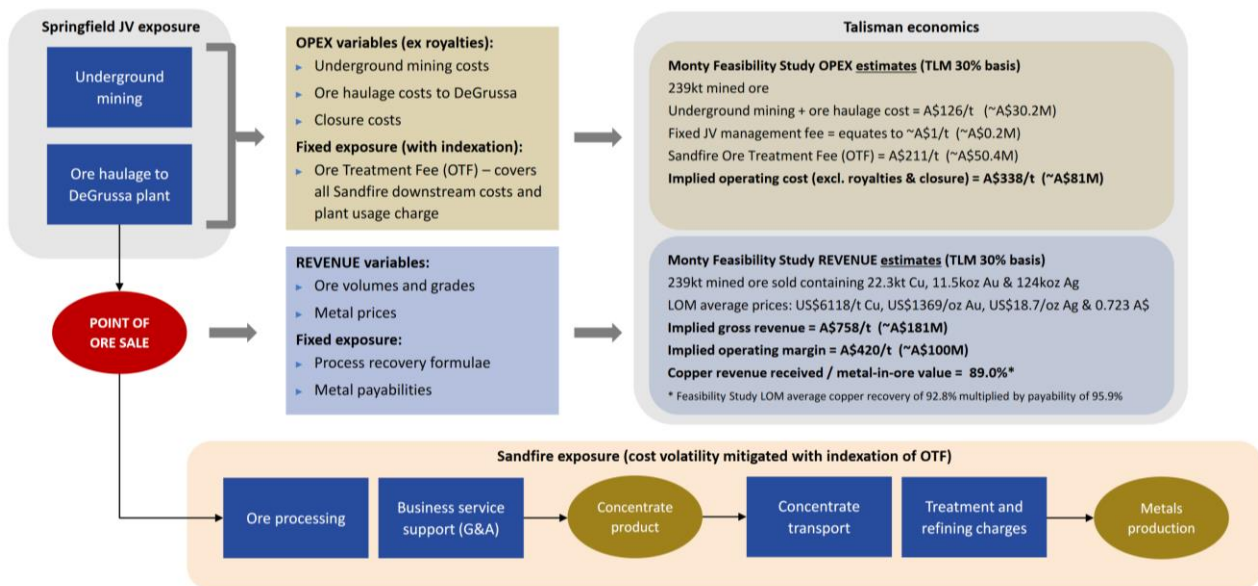 Springfield JV exposure
Underground
mining
Ore haulage to
DeGrussa plant
POINT OF
ORE SALE
OPEX variables (ex royalties):
► Underground mining costs
► Ore haulage costs to DeGrussa
► Closure costs
Fixed exposure (with indexation):
► Ore Treatment Fee (OTF) – covers
all Sandfire downstream costs and
plant usage charge
REVENUE variables:
► Ore volumes and grades
► Metal prices
Fixed exposure:
► Process recovery formulae
► Metal payabilities
Talisman economics
Monty Feasibility Study OPEX estimates (TLM 30% basis)
239kt mined ore
Underground mining + ore haulage cost = A$126/t (~A$30.2M)
Fixed JV management fee = equates to ~A$1/t (~A$0.2M)
Sandfire Ore Treatment Fee (OTF) = A$211/t (~A$50.4M)
Implied operating cost (excl. royalties & closure) = A$338/t (~A$81M)
Monty Feasibility Study REVENUE estimates (TLM 30% basis)
239kt mined ore sold containing 22.3kt Cu, 11.5koz Au & 124koz Ag
LOM average prices: US$6118/t Cu, US$1369/oz Au, US$18.7/oz Ag & 0.723 A$
Implied gross revenue = A$758/t (~A$181M)
Implied operating margin = A$420/t (~A$100M)
Copper revenue received / metal-in-ore value = 89.0%*
* Feasibility Study LOM average copper recovery of 92.8% multiplied by payability of 95.9%
Sandfire exposure (cost volatility mitigated with indexation of OTF)
Ore processing
Business service
support (G&A)
Concentrate
product
Concentrate
transport
Treatment and
refining charges
Metals
production